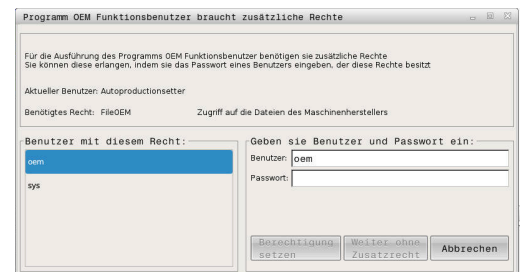 Programm OEM Funktionsbenutzer braucht zusätzliche Rechte
Für die Ausführung des Programms OEM Funktionsbenutzer benötigen sie zusätzliche Rechte
Sie können diese erlangen, indem sie das Passwort eines Benutzers eingeben, der diese Rechte besitzt
Aktueller Benutzer: Autoproductionsetter
Benötigtes Recht: FileOEM Zugriff auf die Dateien des Maschinenherstellers
Benutzer mit diesem Recht:
oem
sys
Geben sie Benutzer und Passwort ein:
Benutzer: oem
Passwort:
Berechtigung setzen
Weiter ohne Zusatzrecht
Abbrechen